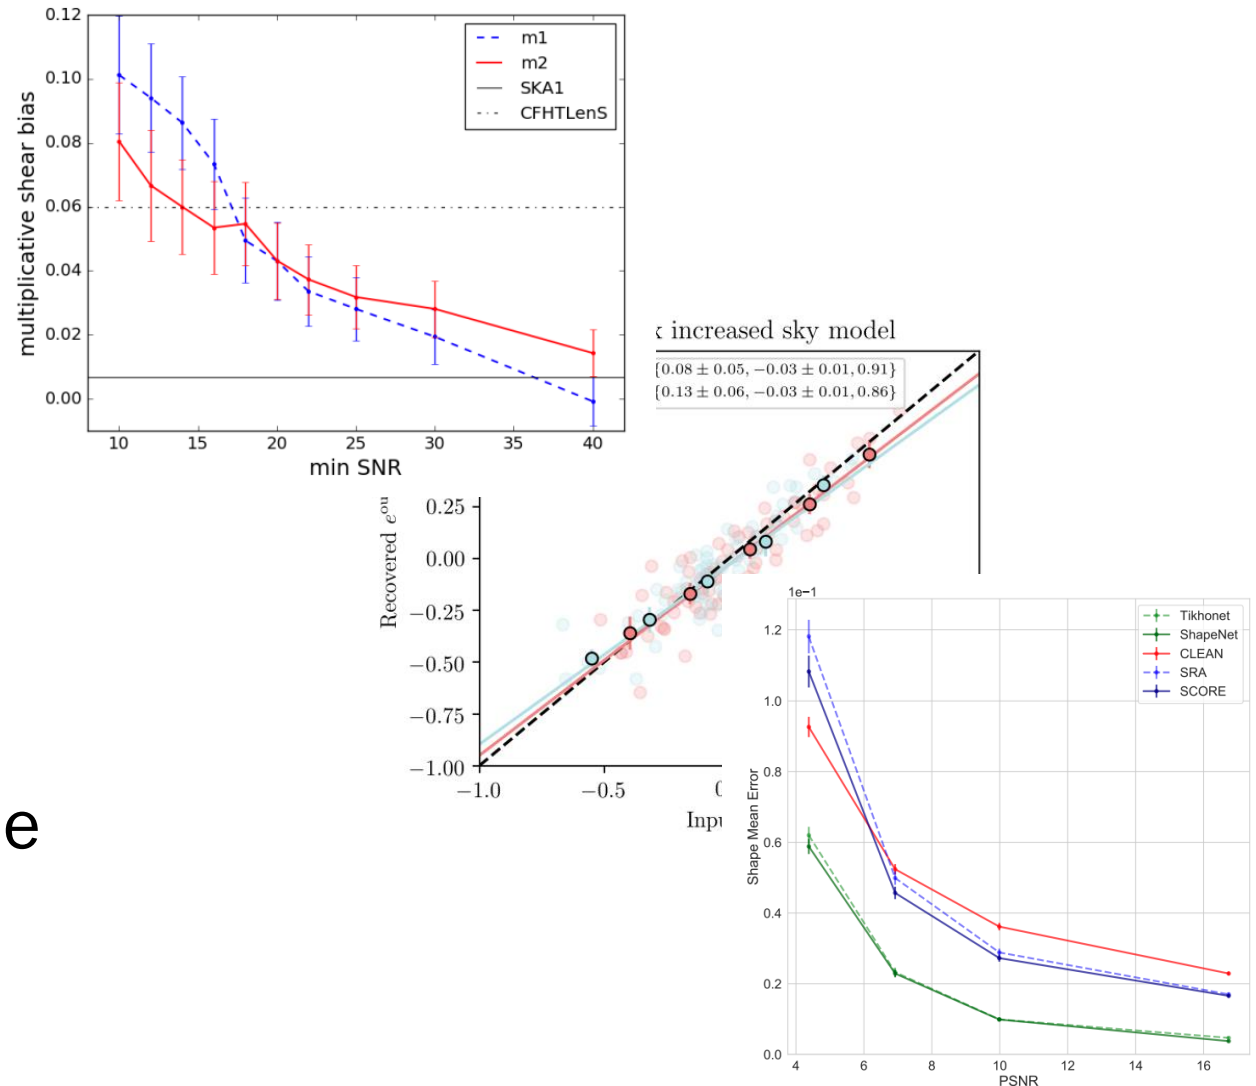 0.12
0.10
0.08
0.06
0.04
0.02
0.00
multiplicative shear bias
m1
m2
SKA1
CFHTLenS
10
15
20
25
30
35
40
min SNR
increased sky model
{0.08 ± 0.05, −0.03 ± 0.01, 0.91}
{0.13 ± 0.06, −0.03 ± 0.01, 0.86}
0.25
0.00
−0.25
−0.50
−0.75
−1.00
Recovered e^ou
−1.0
−0.5
Inpu
e
1e−1
1.2
1.0
0.8
0.6
0.4
0.2
0.0
Shape Mean Error
Tikhonet
ShapeNet
CLEAN
SRA
SCORE
4
6
8
10
12
14
16
PSNR